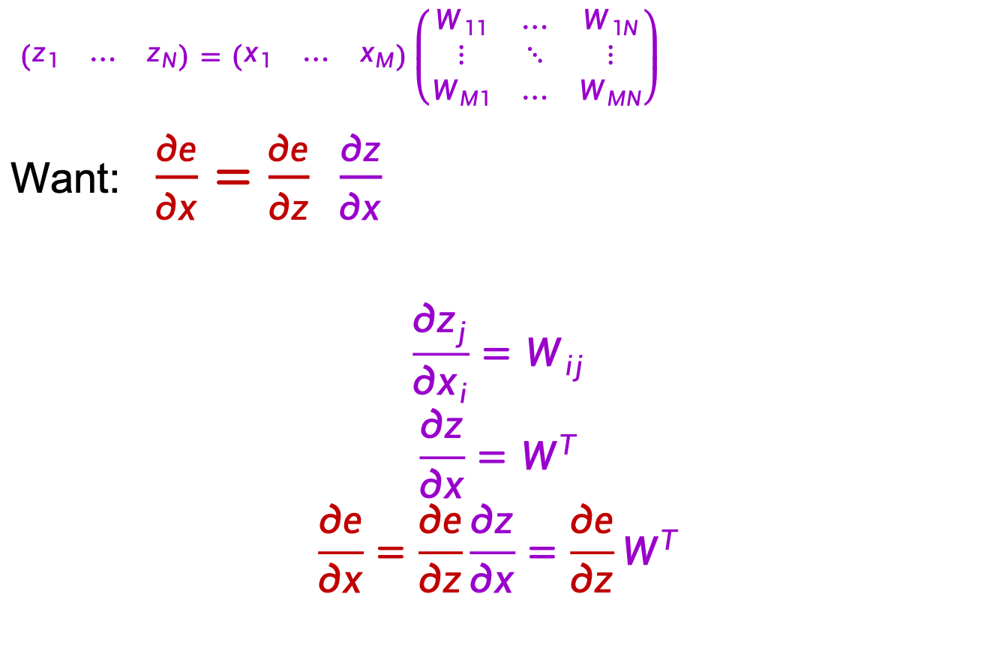 (z₁ … z_N) = (x₁ … x_M) (W₁₁ … W₁N
⋮ ⋱ ⋮
W_M1 … W_MN)
Want: ∂e/∂x = ∂e/∂z ∂z/∂x
∂z_j/∂x_i = W_ij
∂z/∂x = W^T
∂e/∂x = ∂e/∂z ∂z/∂x = ∂e/∂z W^T